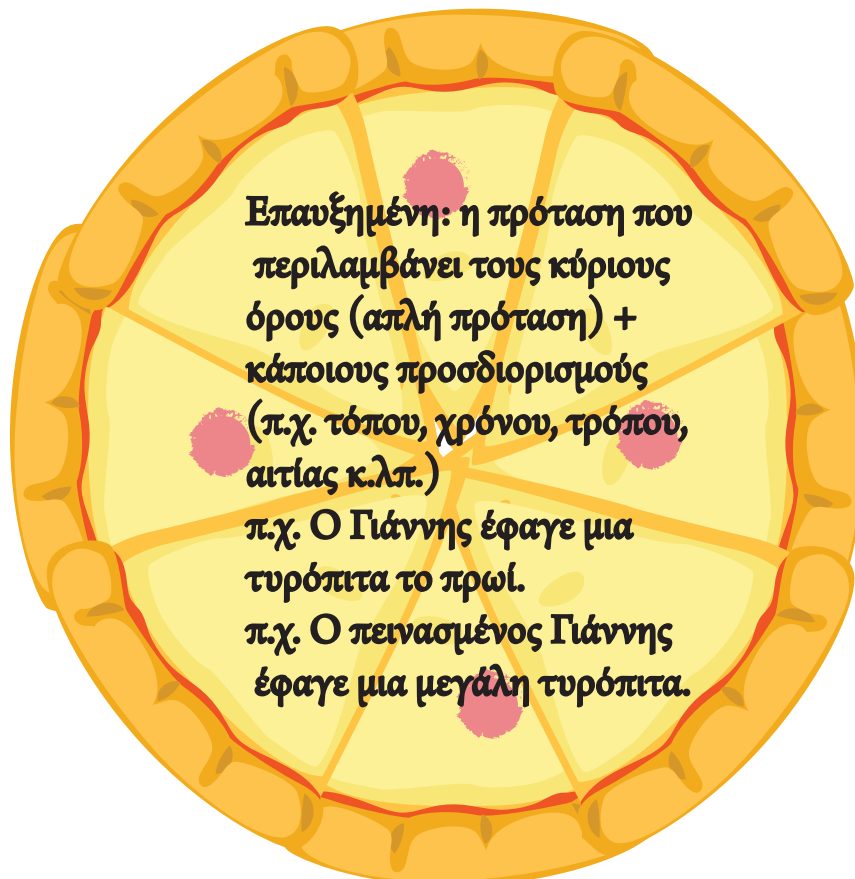 Επαυξημένη: η πρόταση που
περιλαμβάνει τους κύριους
όρους (απλή πρόταση) +
κάποιους προσδιορισμούς
(π.χ. τόπου, χρόνου, τρόπου,
αιτίας κ.λπ.)
π.χ. Ο Γιάννης έφαγε μια
τυρόπιτα το πρωί.
π.χ. Ο πεινασμένος Γιάννης
έφαγε μια μεγάλη τυρόπιτα.